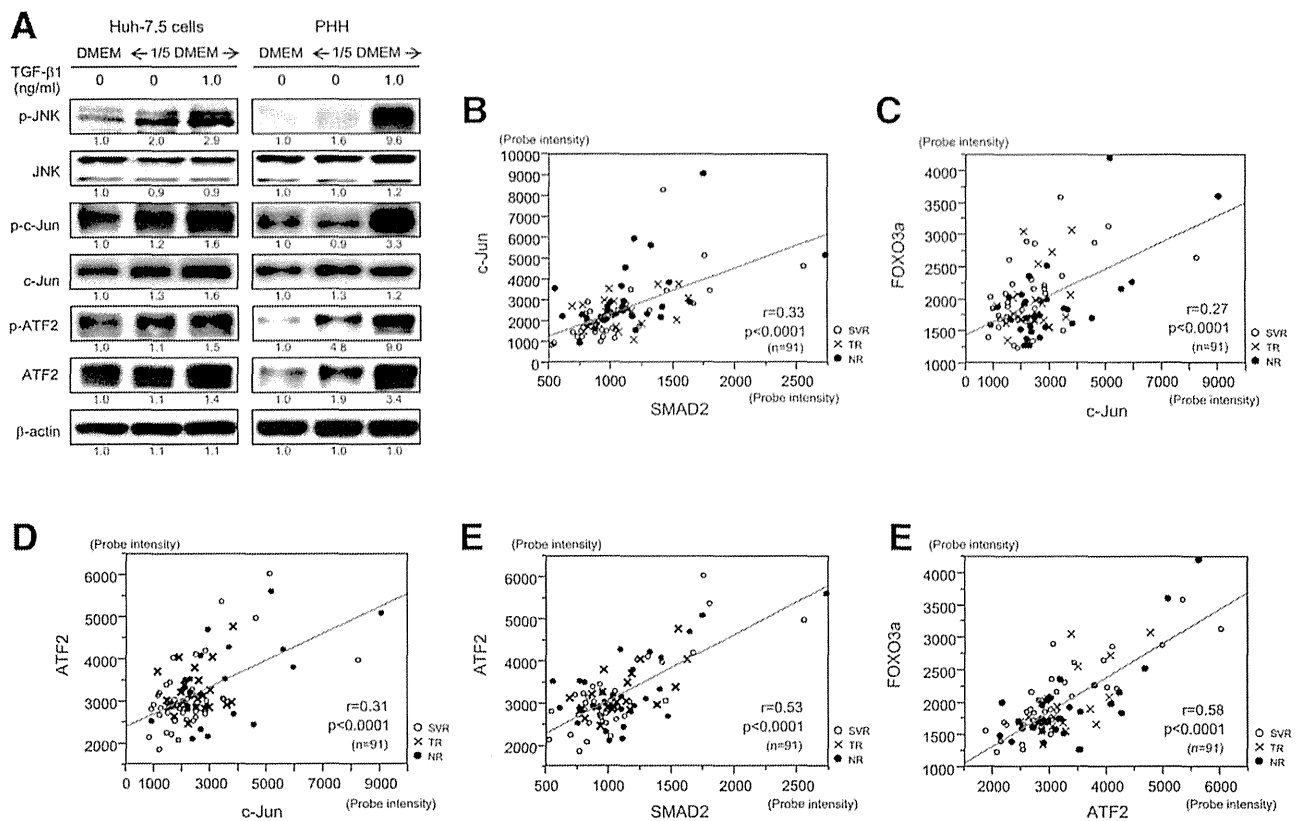 A
Huh-7.5 cells PHH
DMEM ← 1/5 DMEM → DMEM ← 1/5 DMEM →
TGF-β1 (ng/ml) 0 0 1.0 0 0 1.0
p-JNK
1.0 2.0 2.9 1.0 1.6 9.6
JNK
1.0 0.9 0.9 1.0 1.0 1.2
p-c-Jun
1.0 1.2 1.6 1.0 0.9 3.3
c-Jun
1.0 1.3 1.6 1.0 1.3 1.2
p-ATF2
1.0 1.1 1.5 1.0 4.8 9.0
ATF2
1.0 1.1 1.4 1.0 1.9 3.4
β-actin
1.0 1.1 1.1 1.0 1.0 1.0
B
(Probe intensity)
c-Jun
10000
9000
8000
7000
6000
5000
4000
3000
2000
1000
0
500 1000 1500 2000 2500
SMAD2
(Probe intensity)
r=0.33
p<0.0001
(n=91)
SVR
TR
NR
C
(Probe intensity)
FOXO3a
4000
3500
3000
2500
2000
1500
1000
0 1000 3000 5000 7000 9000
c-Jun
(Probe intensity)
r=0.27
p<0.0001
(n=91)
SVR
TR
NR
D
(Probe intensity)
ATF2
6000
5000
4000
3000
2000
0 1000 3000 5000 7000 9000
c-Jun
(Probe intensity)
r=0.31
p<0.0001
(n=91)
SVR
TR
NR
E
(Probe intensity)
ATF2
6000
5000
4000
3000
2000
500 1000 1500 2000 2500
SMAD2
(Probe intensity)
r=0.53
p<0.0001
(n=91)
SVR
TR
NR
E
(Probe intensity)
FOXO3a
4000
3500
3000
2500
2000
1500
1000
2000 3000 4000 5000 6000
ATF2
(Probe intensity)
r=0.58
p<0.0001
(n=91)
SVR
TR
NR